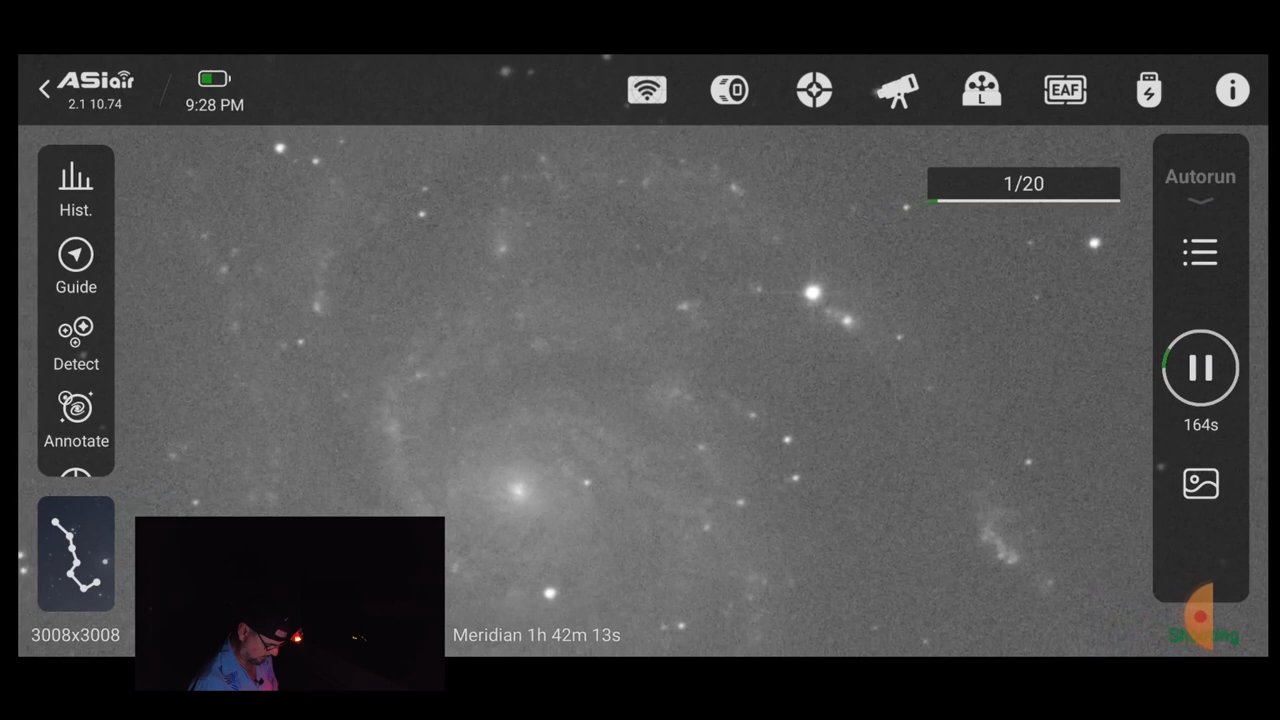 ASiair
2.1 10.74
9:28 PM
L
EAF
Hist.
Guide
Detect
Annotate
1/20
Autorun
164s
3008x3008
Meridian 1h 42m 13s
Shooting